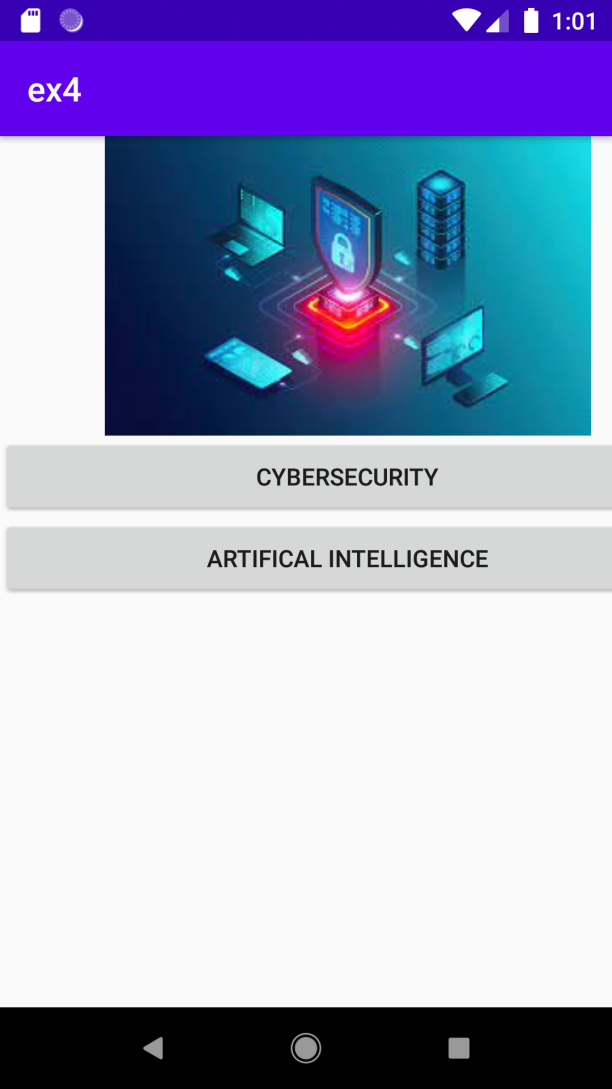 1:01
ex4
CYBERSECURITY
ARTIFICAL INTELLIGENCE